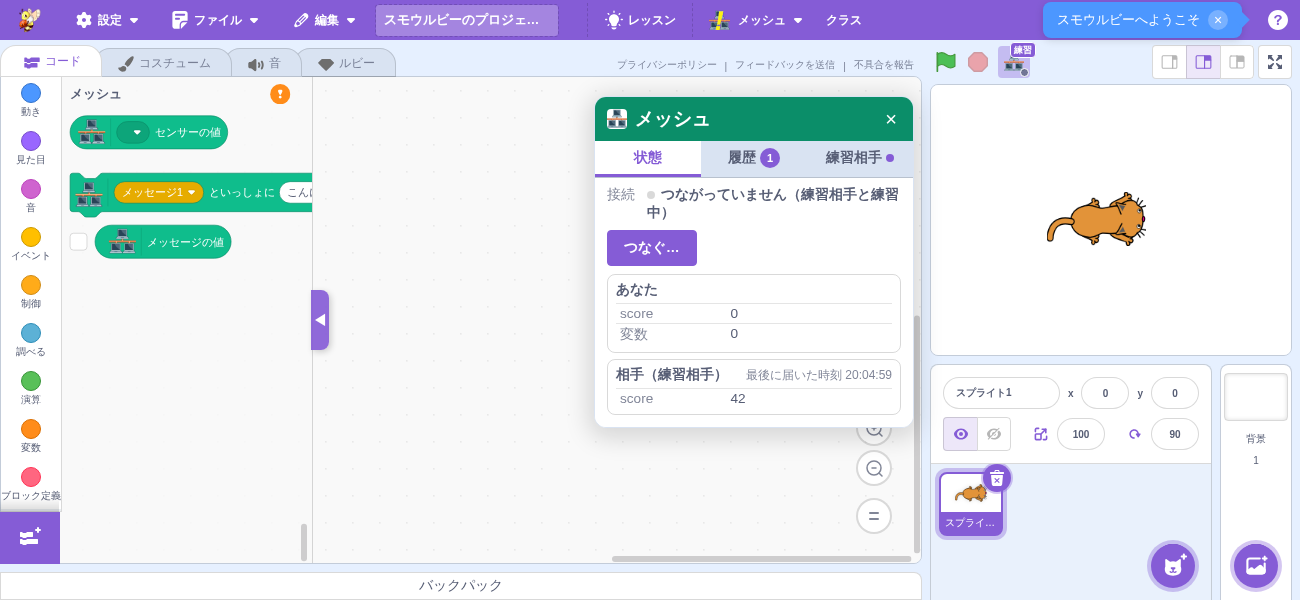 設定
ファイル
編集
スモウルビーのプロジェ…
レッスン
メッシュ
クラス
スモウルビーへようこそ
×
?
コード
コスチューム
音
ルビー
プライバシーポリシー | フィードバックを送信 | 不具合を報告
練習
動き
見た目
音
イベント
制御
調べる
演算
変数
ブロック定義
メッシュ
!
センサーの値
メッセージ1 といっしょに
メッセージの値
メッシュ
×
状態
履歴 1
練習相手
接続 つながっていません（練習相手と練習
中）
つなぐ…
あなた
score 0
変数 0
相手（練習相手） 最後に届いた時刻 20:04:59
score 42
スプライト1 x 0 y 0
100 90
スプライ…
背景
1
バックパック